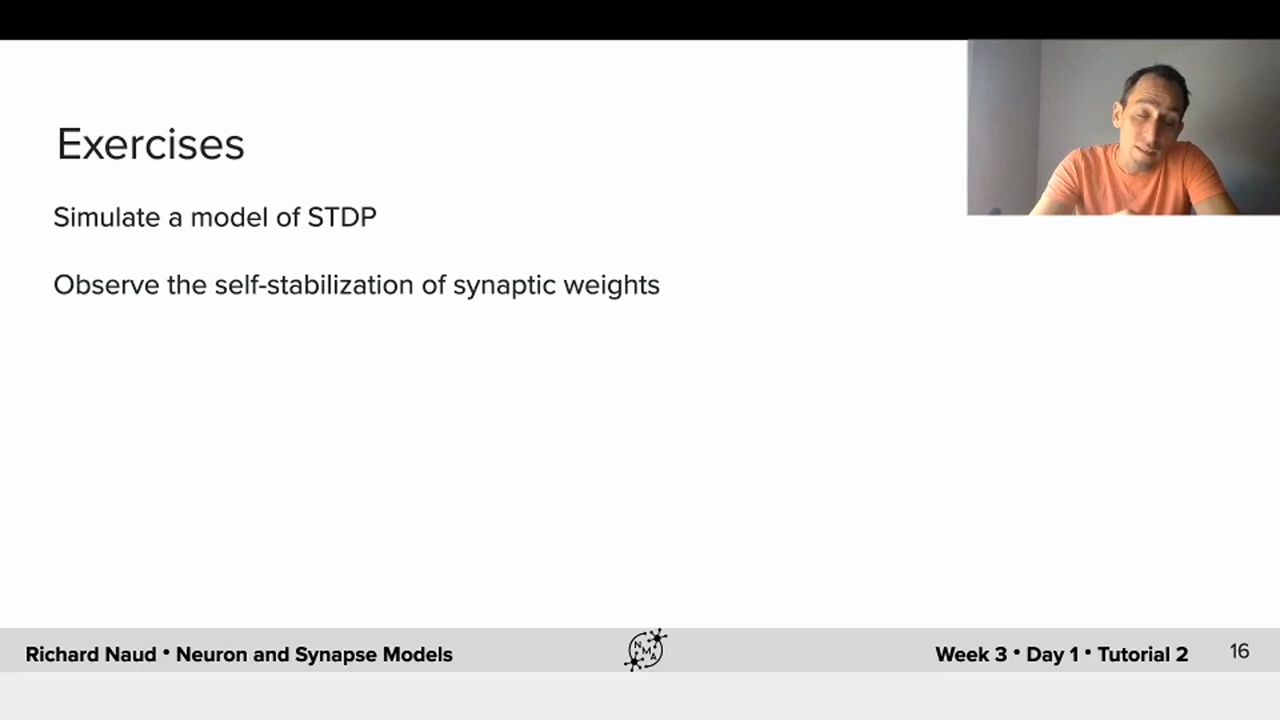 Exercises
Simulate a model of STDP
Observe the self-stabilization of synaptic weights
Richard Naud • Neuron and Synapse Models
NMA
Week 3 • Day 1 • Tutorial 2
16